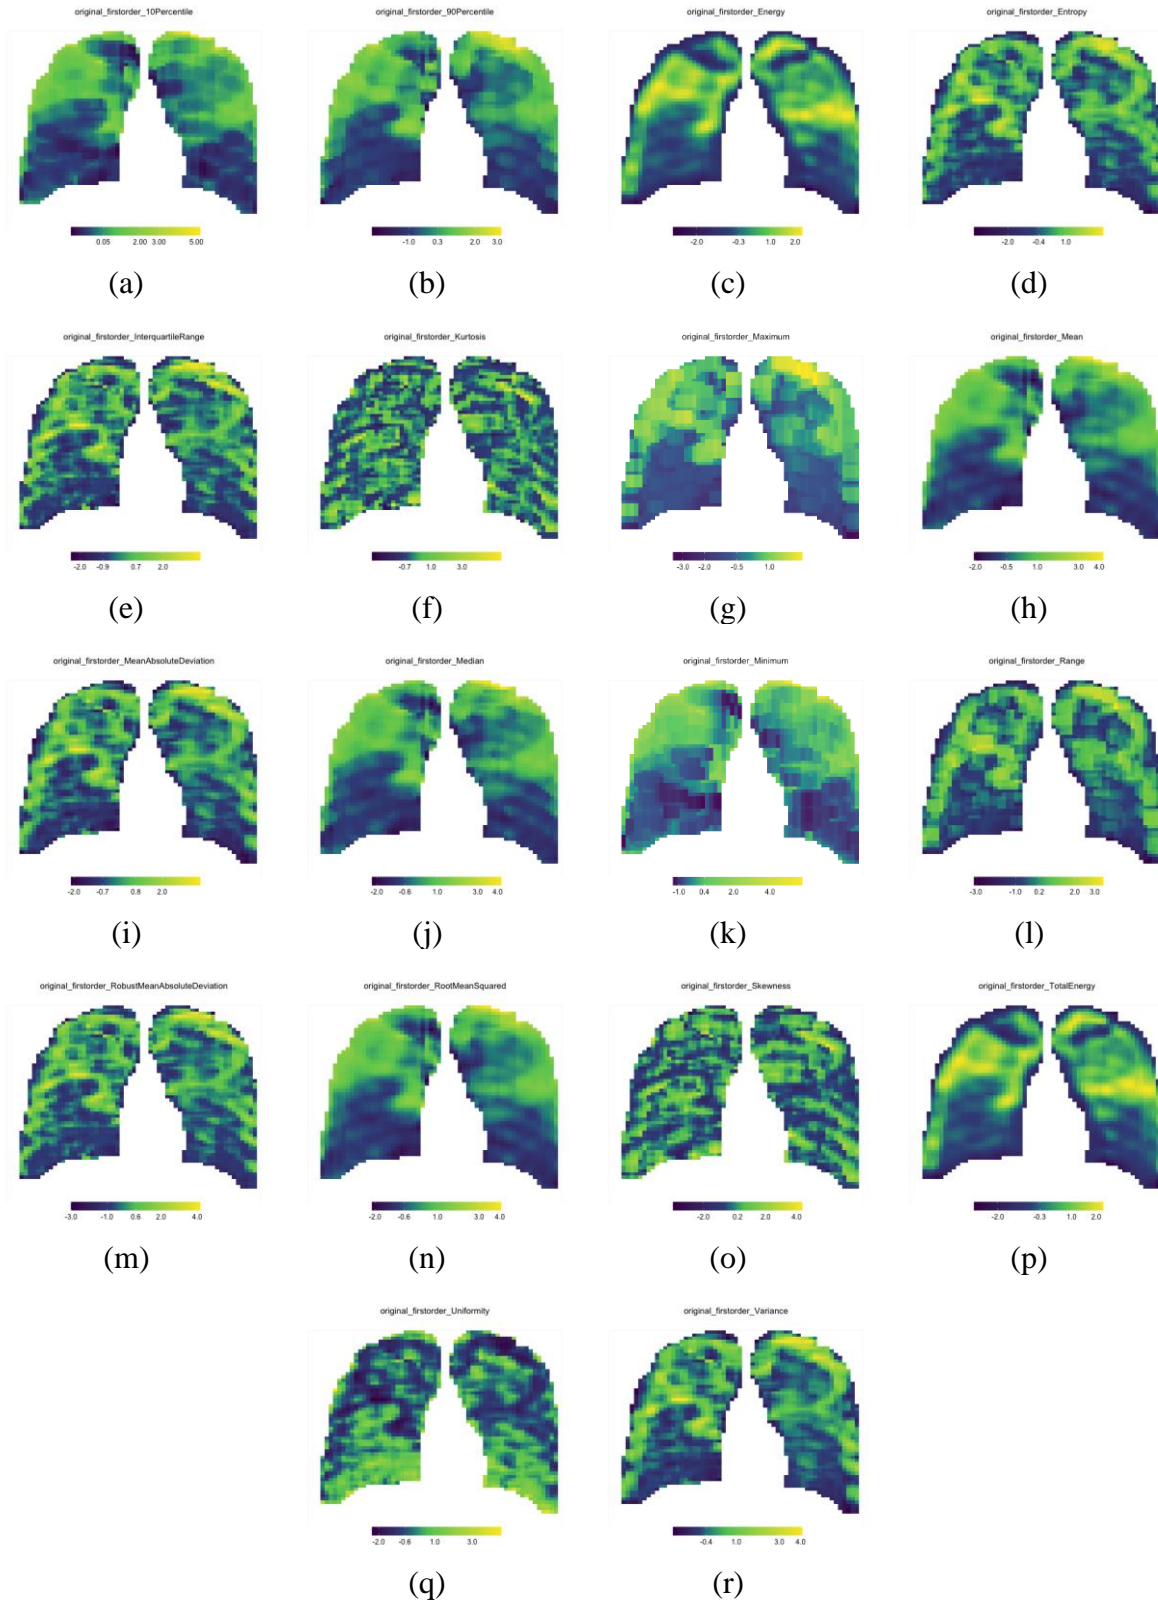 original_firstorder_10Percentile original_firstorder_90Percentile original_firstorder_Energy original_firstorder_Entropy
0.05 2.00 3.00 5.00 -1.0 0.3 2.0 3.0 -2.0 -0.3 1.0 2.0 -2.0 -0.4 1.0
(a) (b) (c) (d)
original_firstorder_InterquartileRange original_firstorder_Kurtosis original_firstorder_Maximum original_firstorder_Mean
-2.0 -0.9 0.7 2.0 -0.7 1.0 3.0 -3.0 -2.0 -0.5 1.0 -2.0 -0.5 1.0 3.0 4.0
(e) (f) (g) (h)
original_firstorder_MeanAbsoluteDeviation original_firstorder_Median original_firstorder_Minimum original_firstorder_Range
-2.0 -0.7 0.8 2.0 -2.0 -0.6 1.0 3.0 4.0 -1.0 0.4 2.0 4.0 -3.0 -1.0 0.2 2.0 3.0
(i) (j) (k) (l)
original_firstorder_RobustMeanAbsoluteDeviation original_firstorder_RootMeanSquared original_firstorder_Skewness original_firstorder_TotalEnergy
-3.0 -1.0 0.6 2.0 4.0 -2.0 -0.6 1.0 3.0 4.0 -2.0 0.2 2.0 4.0 -2.0 -0.3 1.0 2.0
(m) (n) (o) (p)
original_firstorder_Uniformity original_firstorder_Variance
-2.0 -0.6 1.0 3.0 -0.4 1.0 3.0 4.0
(q) (r)